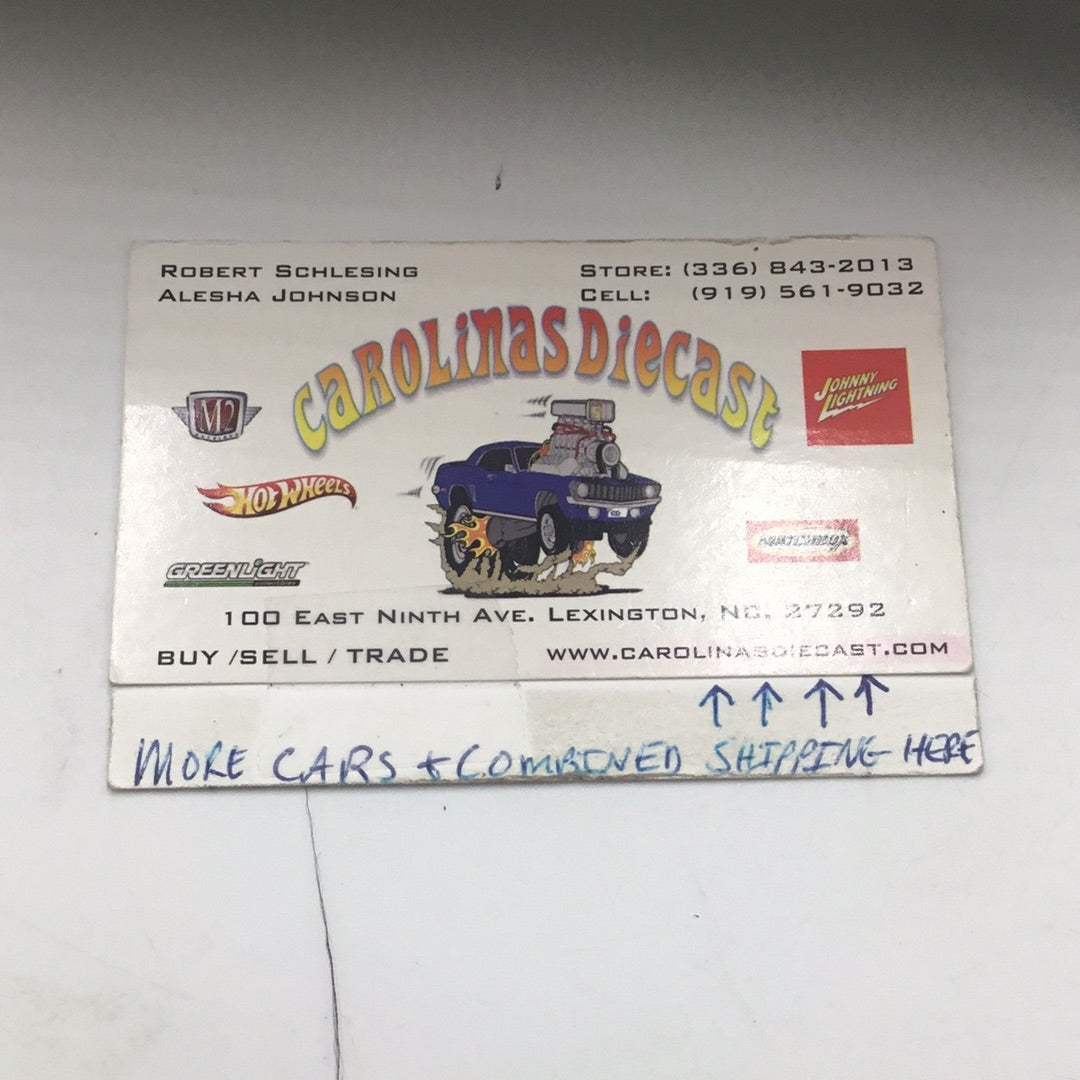 ROBERT SCHLESING
ALESHA JOHNSON
STORE: (336) 843-2013
CELL: (919) 561-9032
CAROLINAS DIECAST
M2
JOHNNY LIGHTNING
HOT WHEELS
MATCHBOX
GREENLIGHT
100 EAST NINTH AVE. LEXINGTON, NC. 27292
BUY /SELL / TRADE
WWW.CAROLINASDIECAST.COM
↑ ↑ ↑ ↑
MORE CARS + COMBINED SHIPPING HERE